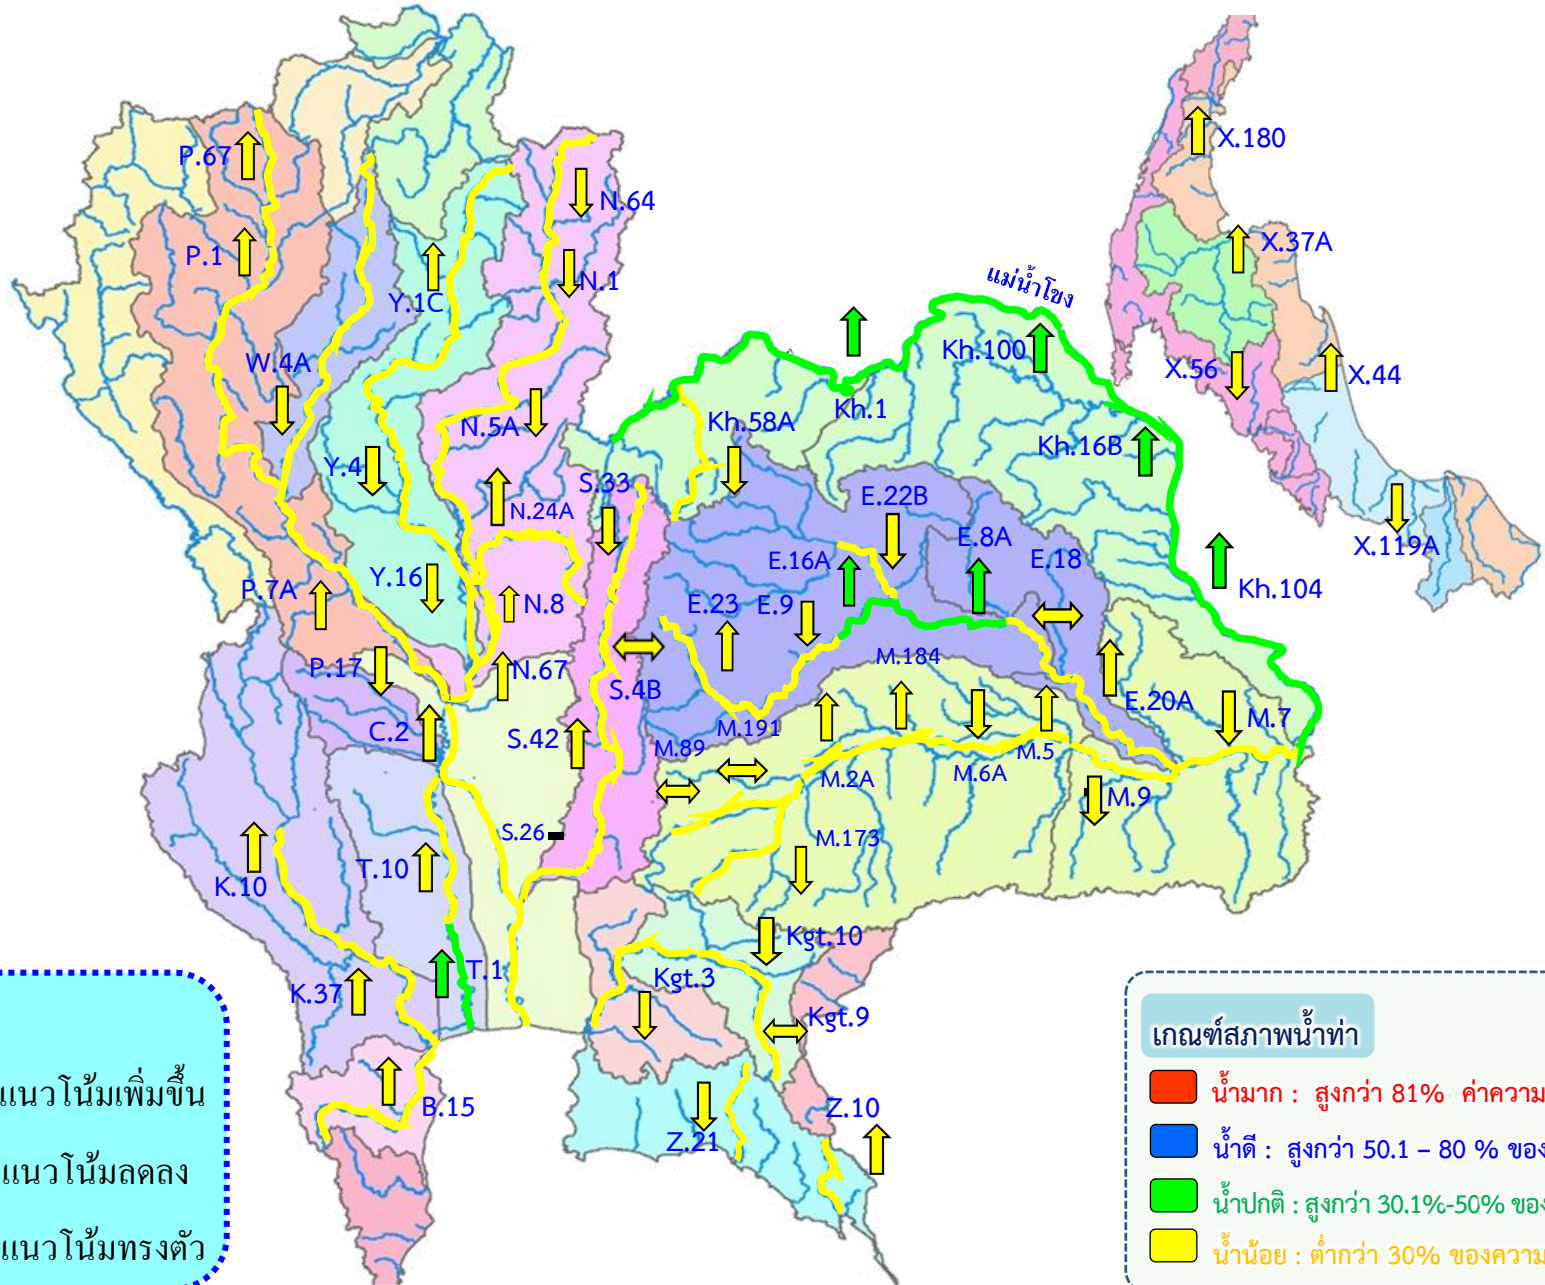 P.67
P.1
W.4A
Y.1C
N.64
N.1
N.5A
Y.4
N.24A
Y.16
N.8
P.7A
P.17
N.67
C.2
S.33
S.4B
S.42
S.26
K.10
T.10
K.37
T.1
B.15
แม่น้ำโขง
Kh.58A
Kh.1
Kh.100
Kh.16B
Kh.104
E.22B
E.16A
E.8A
E.18
E.23
E.9
E.20A
M.184
M.191
M.89
M.2A
M.6A
M.5
M.7
M.9
M.173
Kgt.10
Kgt.3
Kgt.9
Z.21
Z.10
X.180
X.37A
X.56
X.44
X.119A
แนวโน้มเพิ่มขึ้น
แนวโน้มลดลง
แนวโน้มทรงตัว
เกณฑ์สภาพน้ำท่า
น้ำมาก : สูงกว่า 81% ค่าความ
น้ำดี : สูงกว่า 50.1 – 80 % ของ
น้ำปกติ : สูงกว่า 30.1%-50% ของ
น้ำน้อย : ต่ำกว่า 30% ของความ